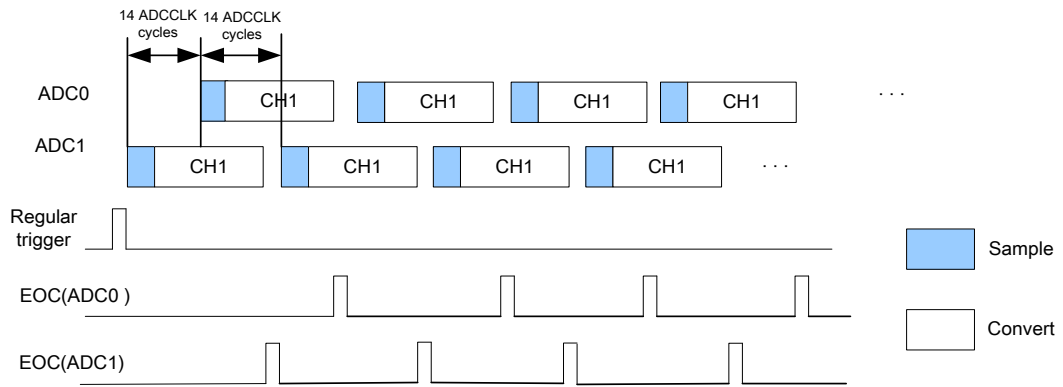 14 ADCCLK cycles
14 ADCCLK cycles
ADC0
CH1
CH1
CH1
CH1
. . .
ADC1
CH1
CH1
CH1
CH1
. . .
Regular
trigger
Sample
EOC(ADC0 )
Convert
EOC(ADC1)